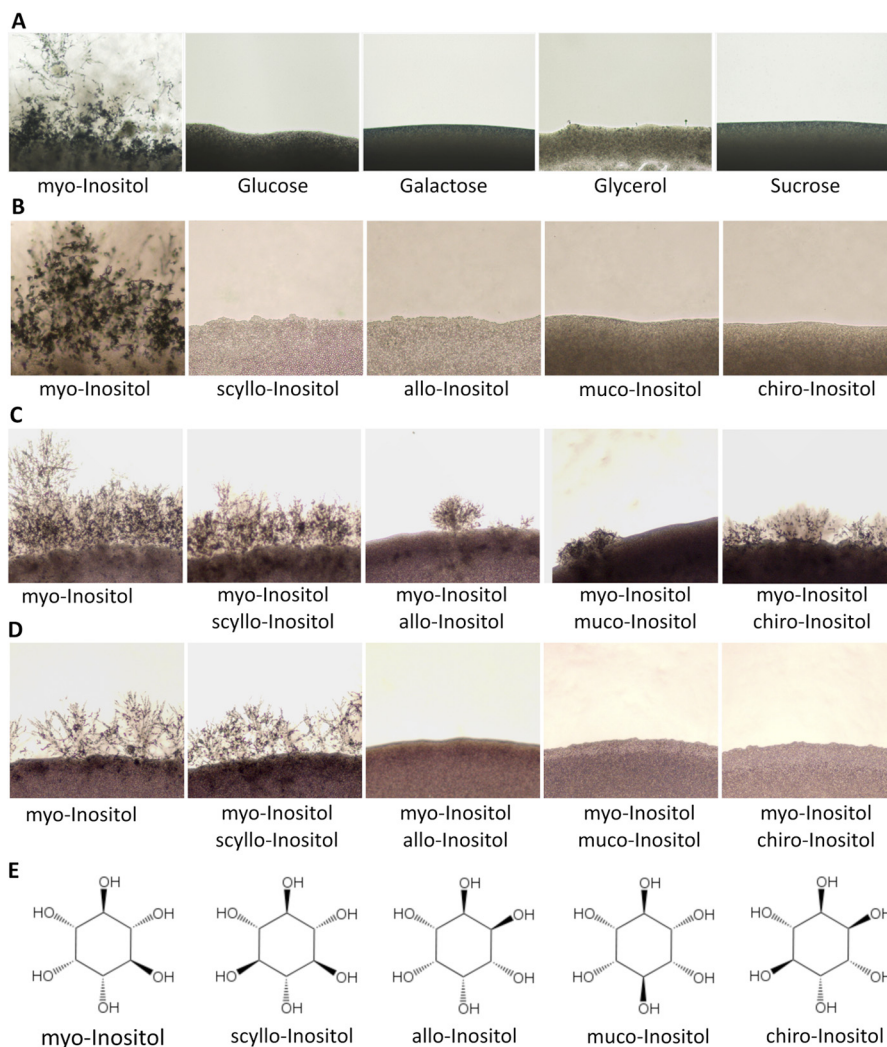 A
myo-Inositol Glucose Galactose Glycerol Sucrose
B
myo-Inositol scyllo-Inositol allo-Inositol muco-Inositol chiro-Inositol
C
myo-Inositol myo-Inositol myo-Inositol myo-Inositol myo-Inositol
scyllo-Inositol allo-Inositol muco-Inositol chiro-Inositol
D
myo-Inositol myo-Inositol myo-Inositol myo-Inositol myo-Inositol
scyllo-Inositol allo-Inositol muco-Inositol chiro-Inositol
E
OH OH OH OH OH
HO OH HO OH HO OH HO OH HO OH
HO OH HO OH HO OH HO OH HO OH
OH OH OH OH OH
myo-Inositol scyllo-Inositol allo-Inositol muco-Inositol chiro-Inositol